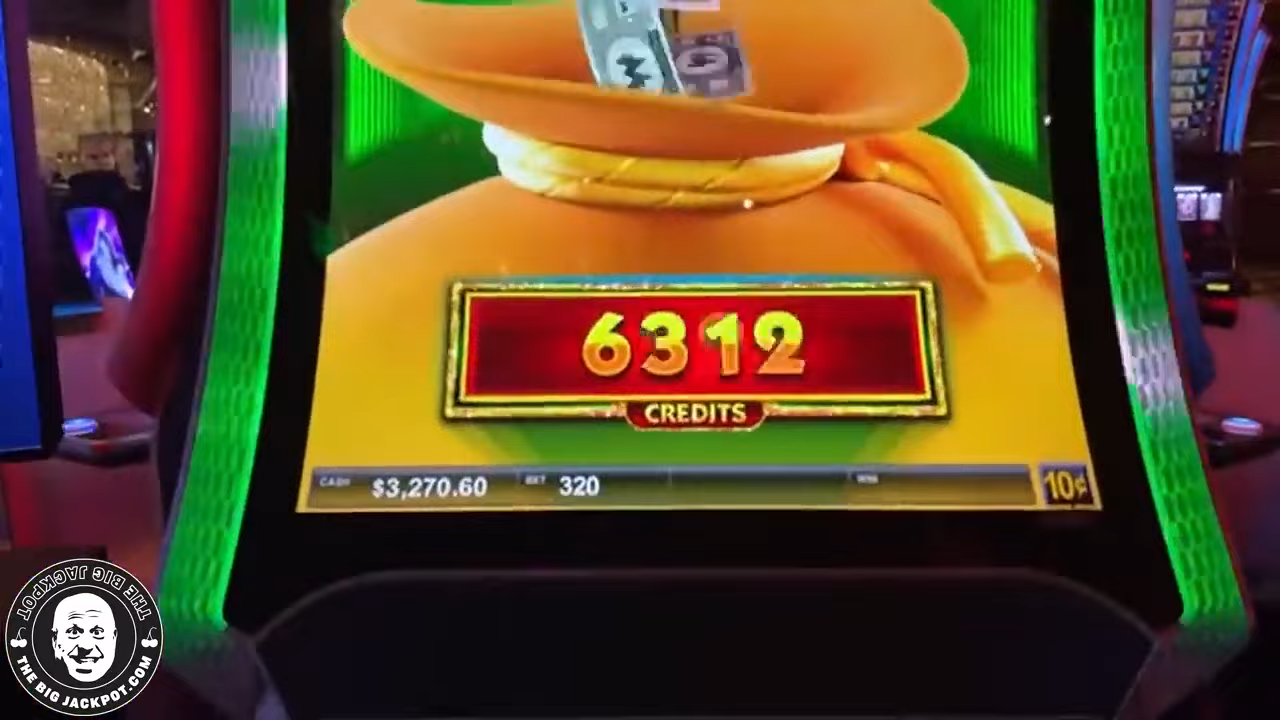 6312
CREDITS
CASH $3,270.60 BET 320 WIN 10¢
THE BIG JACKPOT
THE BIG JACKPOT.COM